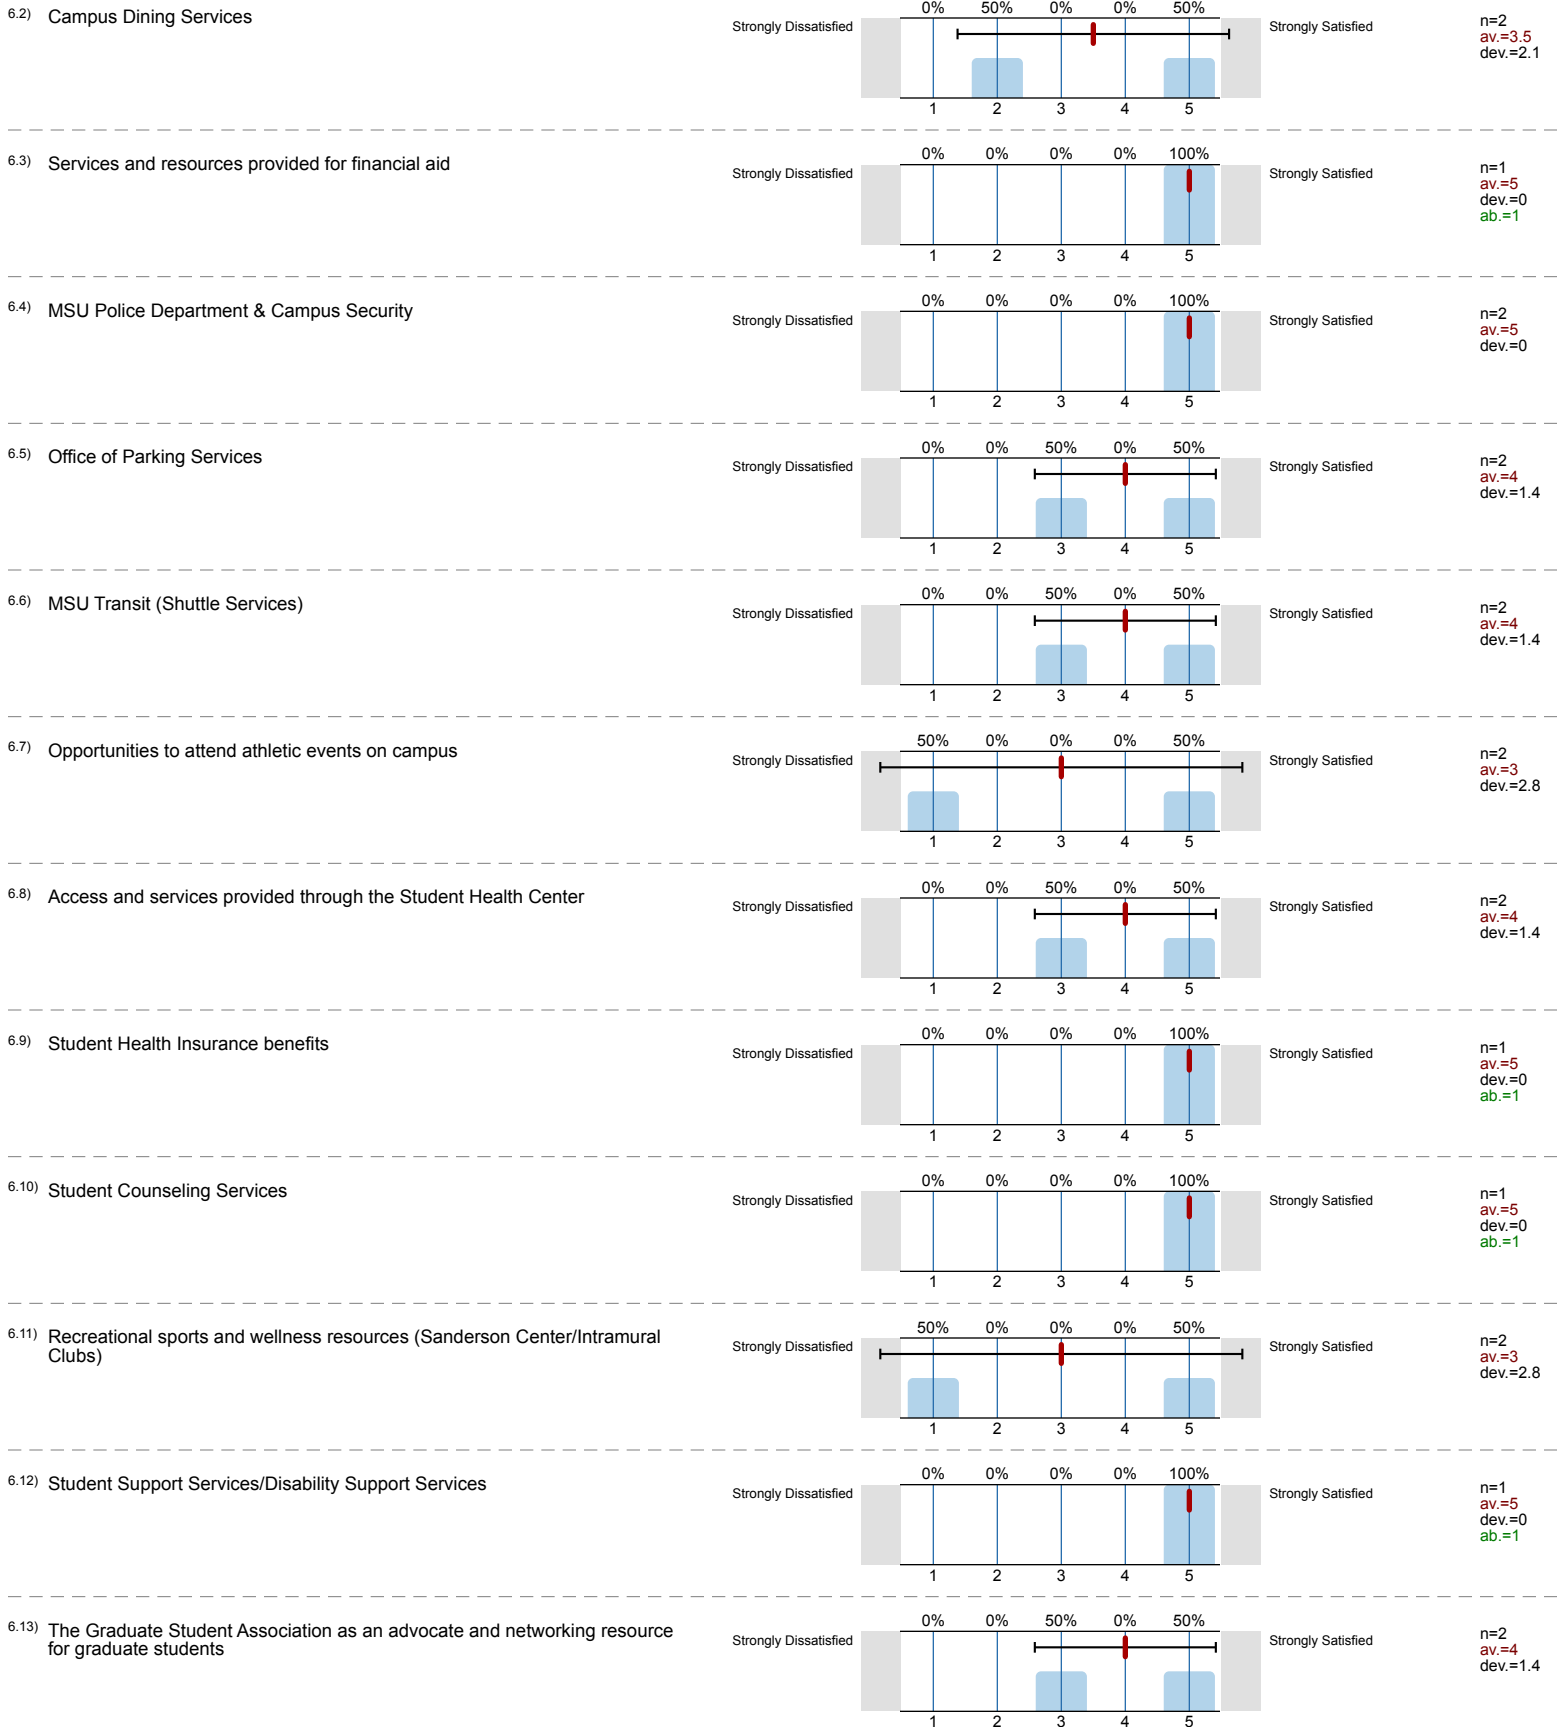 6.2) Campus Dining Services
Strongly Dissatisfied
0% 50% 0% 0% 50%
1 2 3 4 5
Strongly Satisfied
n=2
av.=3.5
dev.=2.1
6.3) Services and resources provided for financial aid
Strongly Dissatisfied
0% 0% 0% 0% 100%
1 2 3 4 5
Strongly Satisfied
n=1
av.=5
dev.=0
ab.=1
6.4) MSU Police Department & Campus Security
Strongly Dissatisfied
0% 0% 0% 0% 100%
1 2 3 4 5
Strongly Satisfied
n=2
av.=5
dev.=0
6.5) Office of Parking Services
Strongly Dissatisfied
0% 0% 50% 0% 50%
1 2 3 4 5
Strongly Satisfied
n=2
av.=4
dev.=1.4
6.6) MSU Transit (Shuttle Services)
Strongly Dissatisfied
0% 0% 50% 0% 50%
1 2 3 4 5
Strongly Satisfied
n=2
av.=4
dev.=1.4
6.7) Opportunities to attend athletic events on campus
Strongly Dissatisfied
50% 0% 0% 0% 50%
1 2 3 4 5
Strongly Satisfied
n=2
av.=3
dev.=2.8
6.8) Access and services provided through the Student Health Center
Strongly Dissatisfied
0% 0% 50% 0% 50%
1 2 3 4 5
Strongly Satisfied
n=2
av.=4
dev.=1.4
6.9) Student Health Insurance benefits
Strongly Dissatisfied
0% 0% 0% 0% 100%
1 2 3 4 5
Strongly Satisfied
n=1
av.=5
dev.=0
ab.=1
6.10) Student Counseling Services
Strongly Dissatisfied
0% 0% 0% 0% 100%
1 2 3 4 5
Strongly Satisfied
n=1
av.=5
dev.=0
ab.=1
6.11) Recreational sports and wellness resources (Sanderson Center/Intramural
Clubs)
Strongly Dissatisfied
50% 0% 0% 0% 50%
1 2 3 4 5
Strongly Satisfied
n=2
av.=3
dev.=2.8
6.12) Student Support Services/Disability Support Services
Strongly Dissatisfied
0% 0% 0% 0% 100%
1 2 3 4 5
Strongly Satisfied
n=1
av.=5
dev.=0
ab.=1
6.13) The Graduate Student Association as an advocate and networking resource
for graduate students
Strongly Dissatisfied
0% 0% 50% 0% 50%
1 2 3 4 5
Strongly Satisfied
n=2
av.=4
dev.=1.4